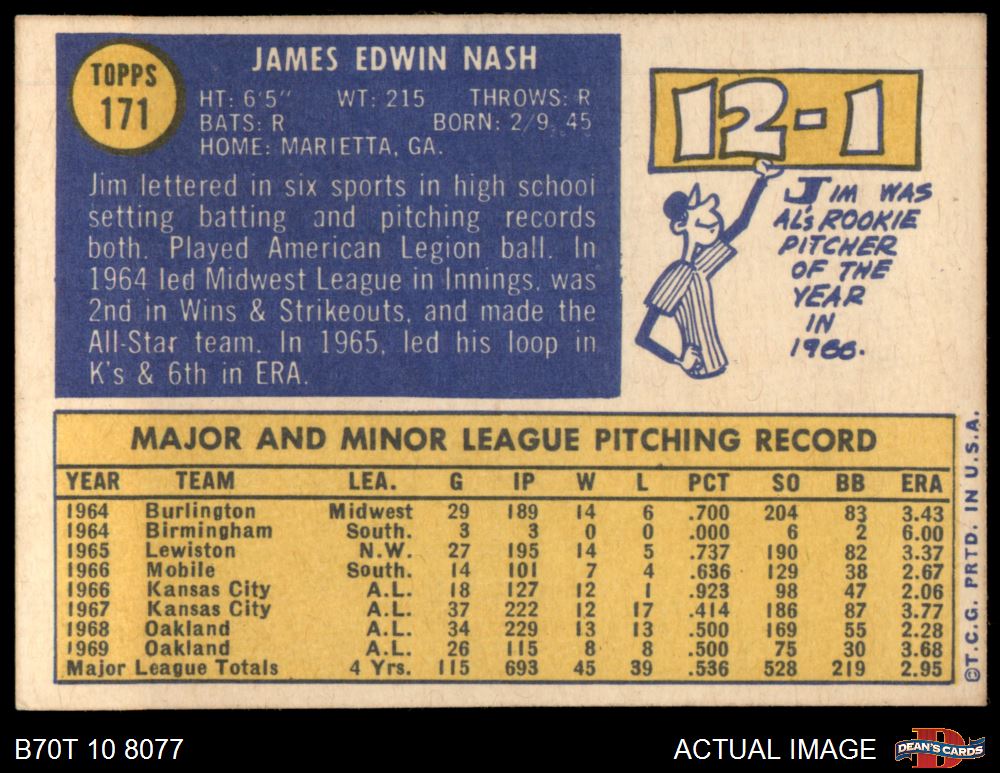 TOPPS
171
JAMES EDWIN NASH
HT: 6'5" WT: 215 THROWS: R
BATS: R BORN: 2/9, 45
HOME: MARIETTA, GA.
Jim lettered in six sports in high school
setting batting and pitching records
both. Played American Legion ball. In
1964 led Midwest League in Innings, was
2nd in Wins & Strikeouts, and made the
All-Star team. In 1965, led his loop in
K's & 6th in ERA.
12-1
JIM WAS
AL'S ROOKIE
PITCHER
OF THE
YEAR
IN
1966.
MAJOR AND MINOR LEAGUE PITCHING RECORD
YEAR TEAM LEA. G IP W L PCT SO BB ERA
1964 Burlington Midwest 29 189 14 6 .700 204 83 3.43
1964 Birmingham South. 3 3 0 0 .000 6 2 6.00
1965 Lewiston N.W. 27 195 14 5 .737 190 82 3.37
1966 Mobile South. 14 101 7 4 .636 129 38 2.67
1966 Kansas City A.L. 18 127 12 1 .923 98 47 2.06
1967 Kansas City A.L. 37 222 12 17 .414 186 87 3.77
1968 Oakland A.L. 34 229 13 13 .500 169 55 2.28
1969 Oakland A.L. 26 115 8 8 .500 75 30 3.68
Major League Totals 4 Yrs. 115 693 45 39 .536 528 219 2.95
©T.C.G. PRTD. IN U.S.A.
B70T 10 8077
ACTUAL IMAGE
D
DEAN'S CARDS